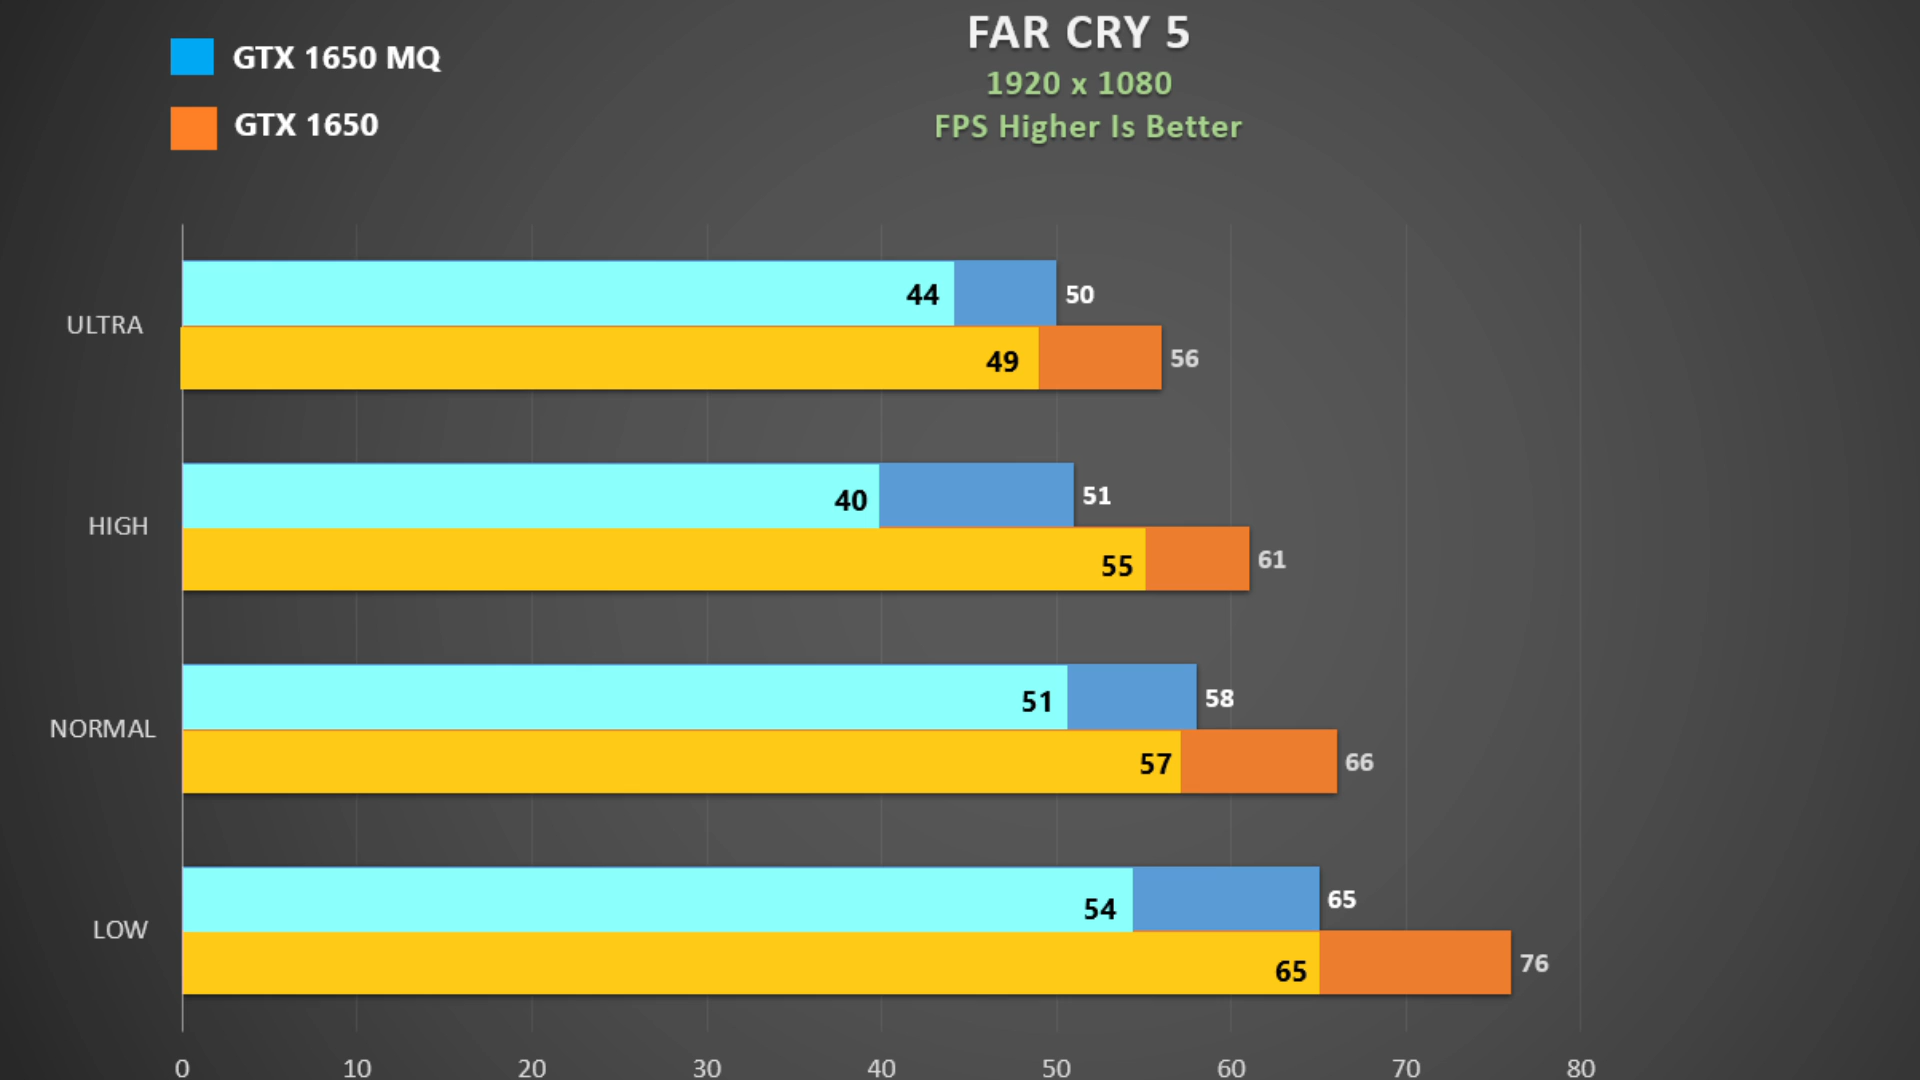 FAR CRY 5
1920 x 1080
FPS Higher Is Better
GTX 1650 MQ
GTX 1650
ULTRA
44
50
49
56
HIGH
40
51
55
61
NORMAL
51
58
57
66
LOW
54
65
65
76
0 10 20 30 40 50 60 70 80